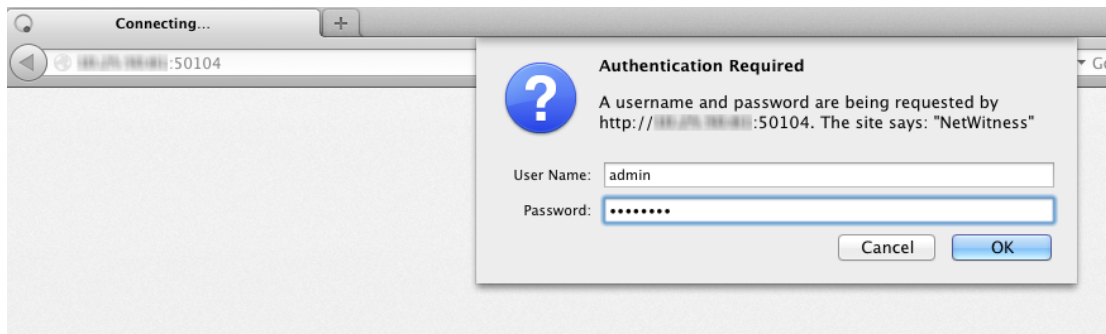 Connecting...
:50104
Authentication Required
A username and password are being requested by
http:// :50104. The site says: "NetWitness"
User Name: admin
Password: ••••••••
Cancel OK